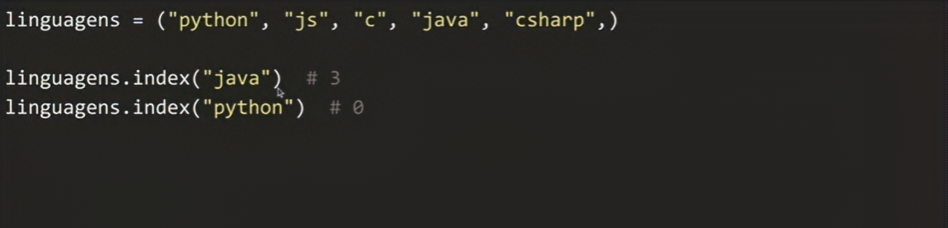 linguagens = ("python", "js", "c", "java", "csharp",)
linguagens.index("java")  # 3
linguagens.index("python")  # 0